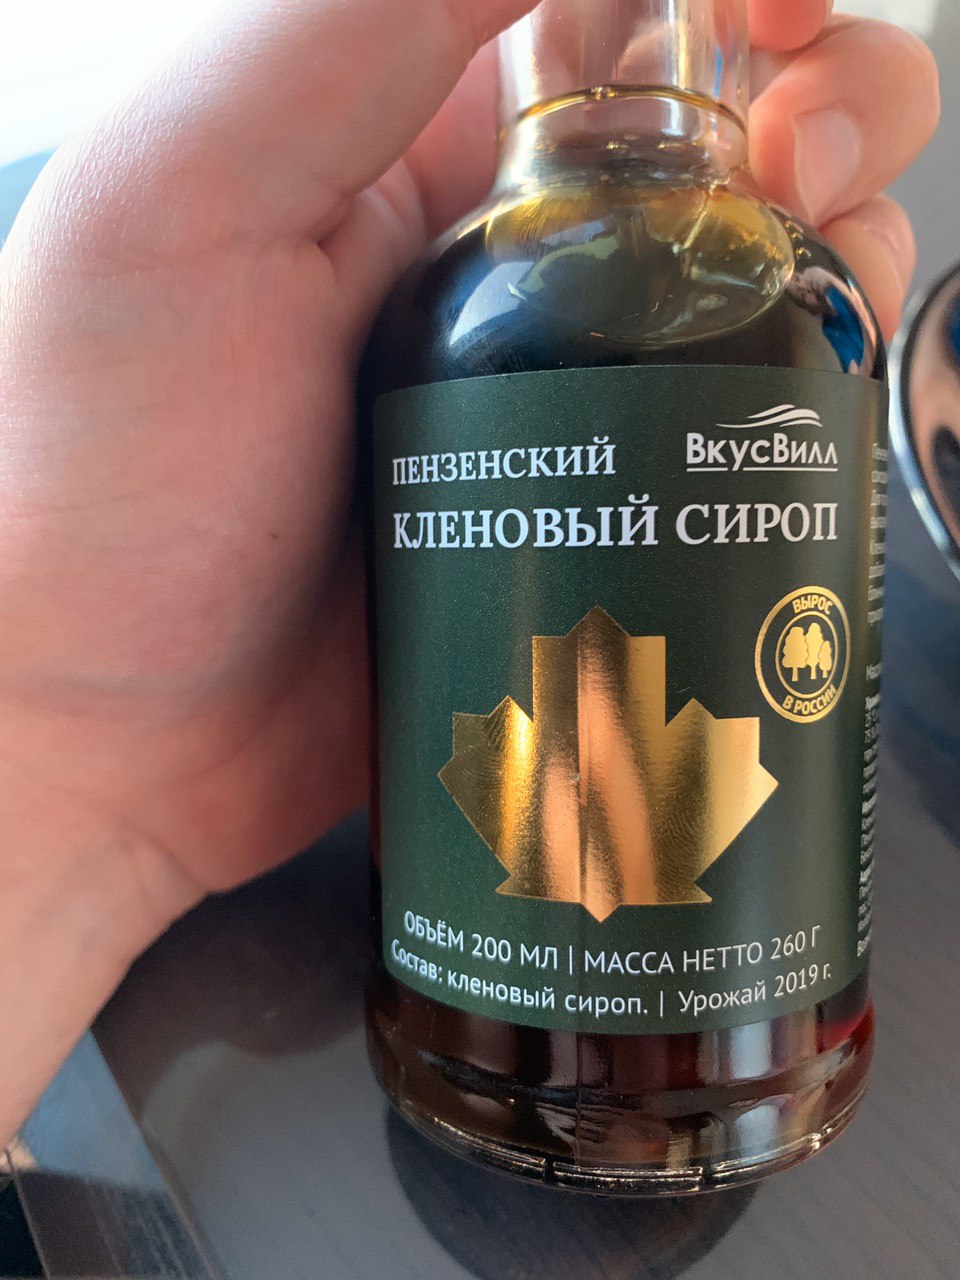 ПЕНЗЕНСКИЙ
ВкусВилл
КЛЕНОВЫЙ СИРОП
ВЫРОС
В РОССИИ
ОБЪЁМ 200 МЛ | МАССА НЕТТО 260 Г
Состав: кленовый сироп. | Урожай 2019 г.